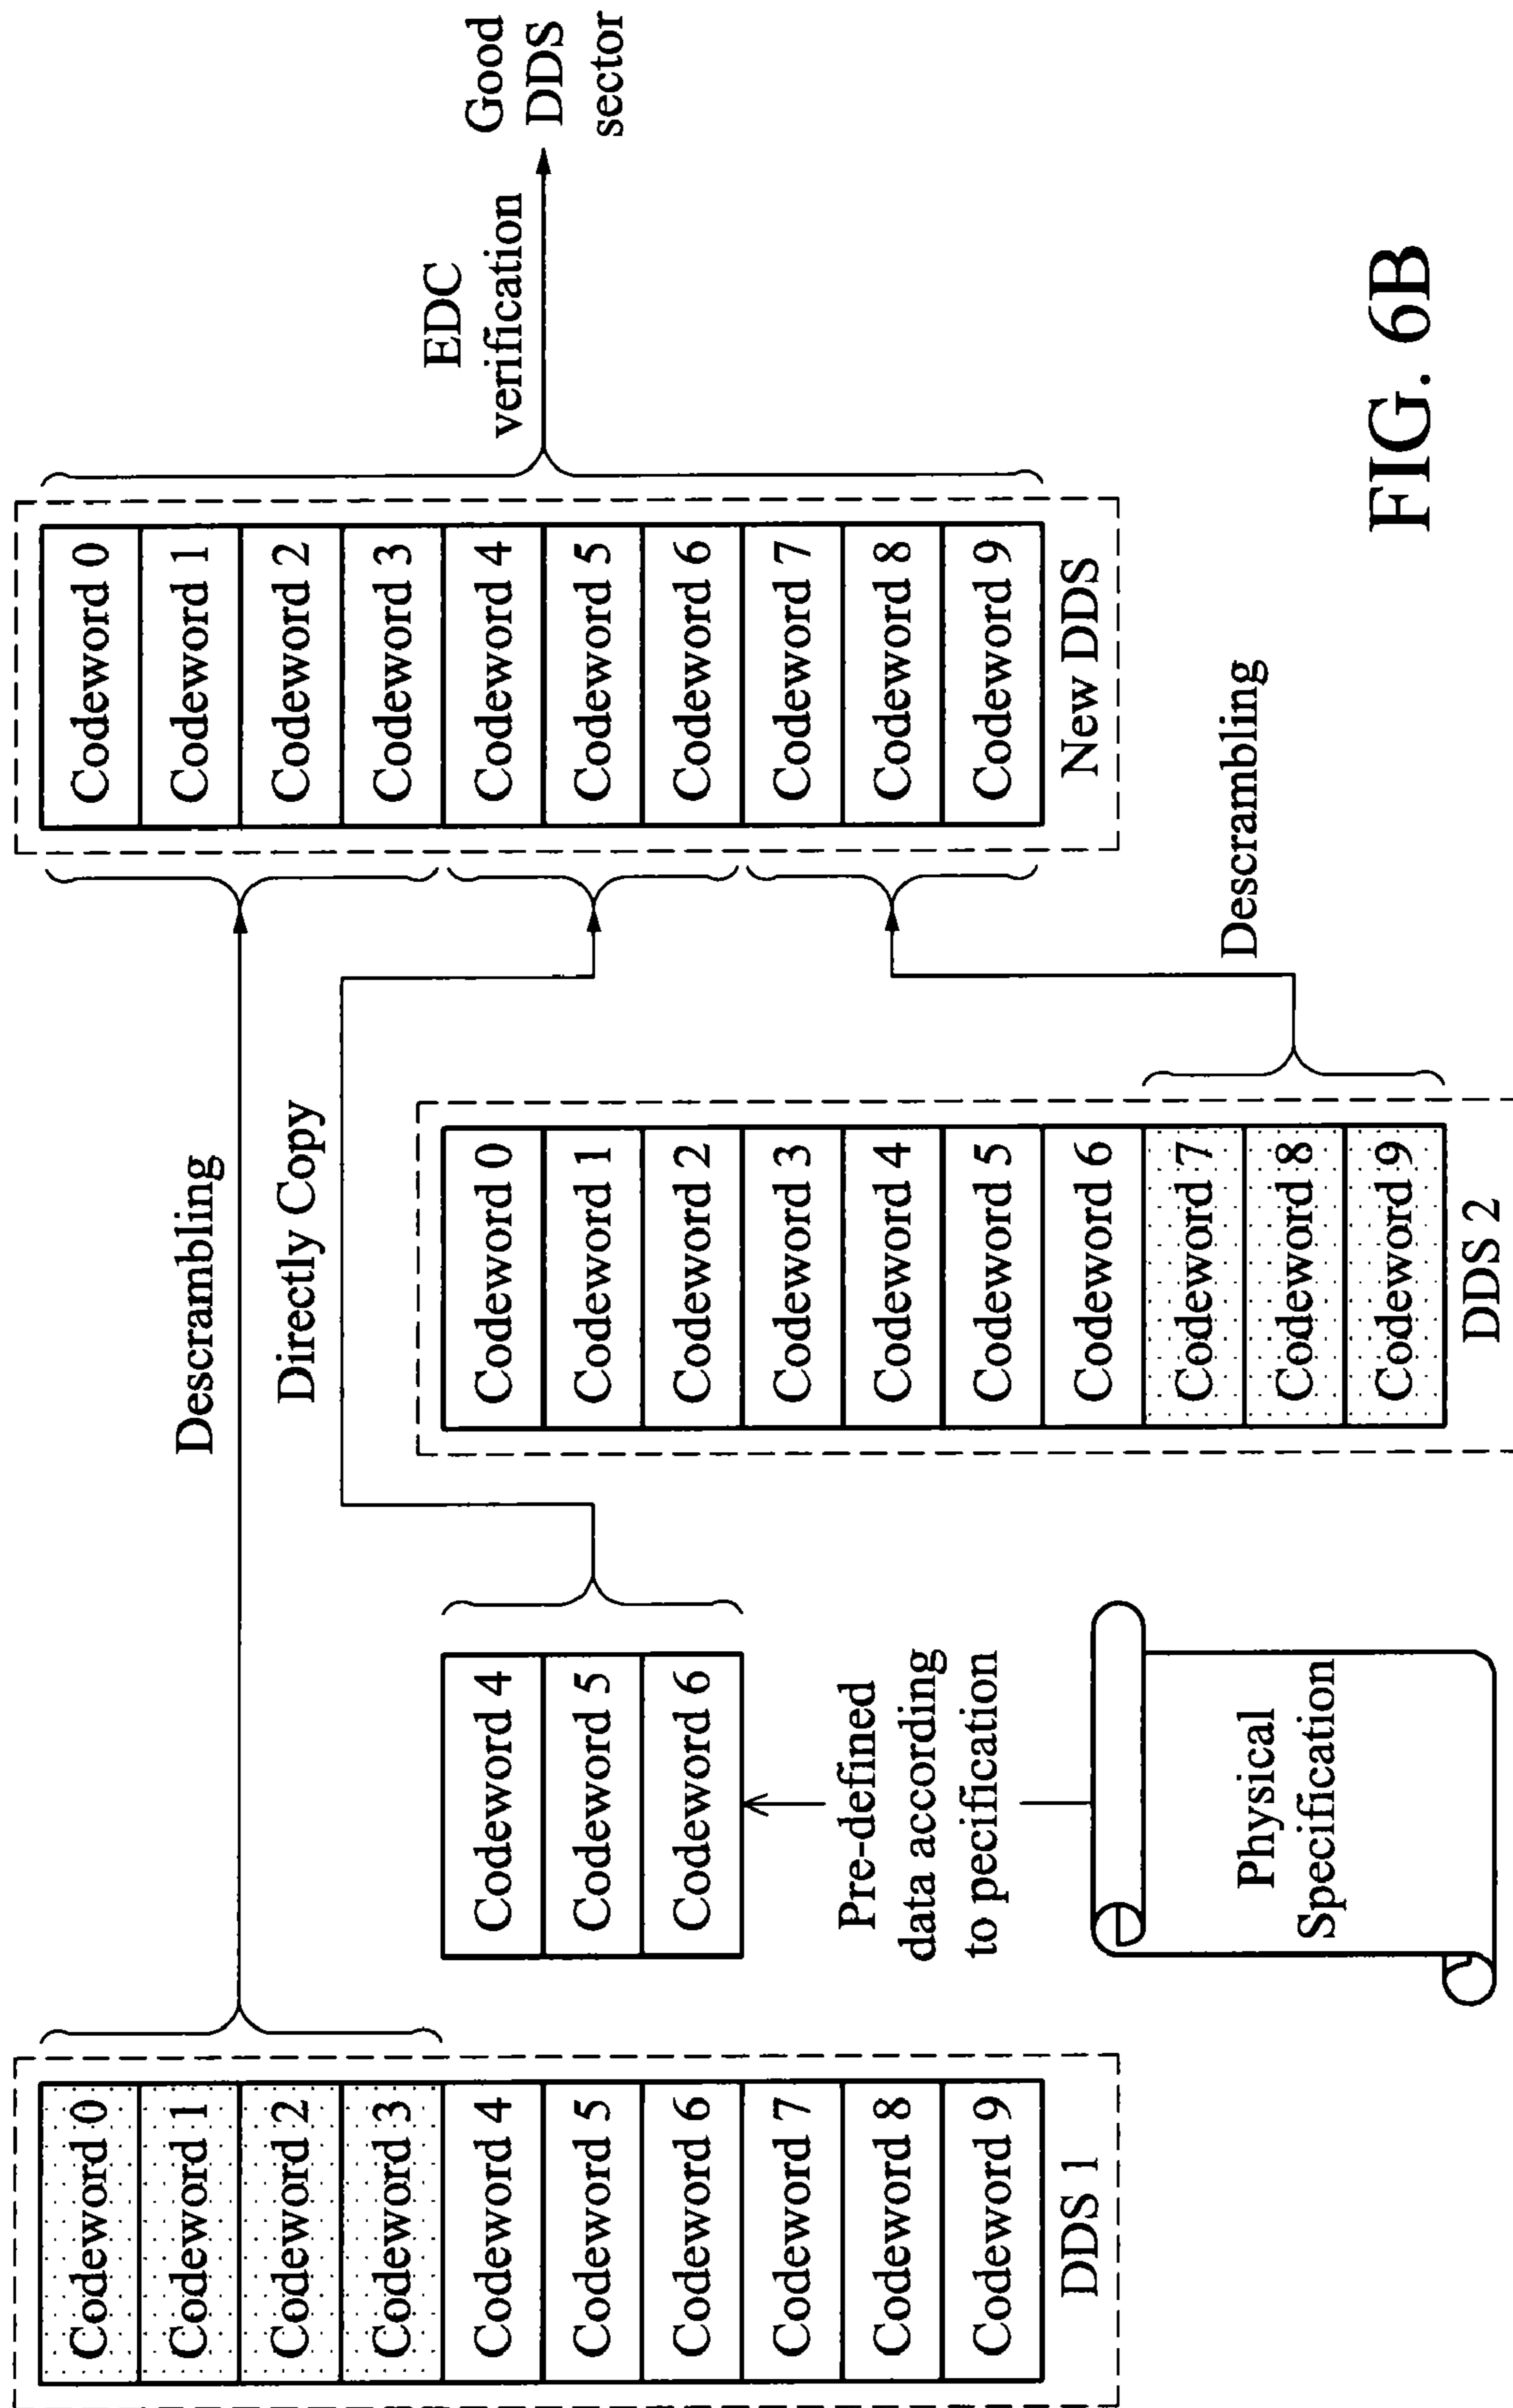 Codeword 0
Codeword 1
Codeword 2
Codeword 3
Codeword 4
Codeword 5
Codeword 6
Codeword 7
Codeword 8
Codeword 9
DDS 1
Descrambling
Directly Copy
Codeword 4
Codeword 5
Codeword 6
Pre-defined
data according
to pecification
Physical
Specification
Codeword 0
Codeword 1
Codeword 2
Codeword 3
Codeword 4
Codeword 5
Codeword 6
Codeword 7
Codeword 8
Codeword 9
DDS 2
Descrambling
Codeword 0
Codeword 1
Codeword 2
Codeword 3
Codeword 4
Codeword 5
Codeword 6
Codeword 7
Codeword 8
Codeword 9
New DDS
EDC
verification
Good
DDS
sector
FIG. 6B